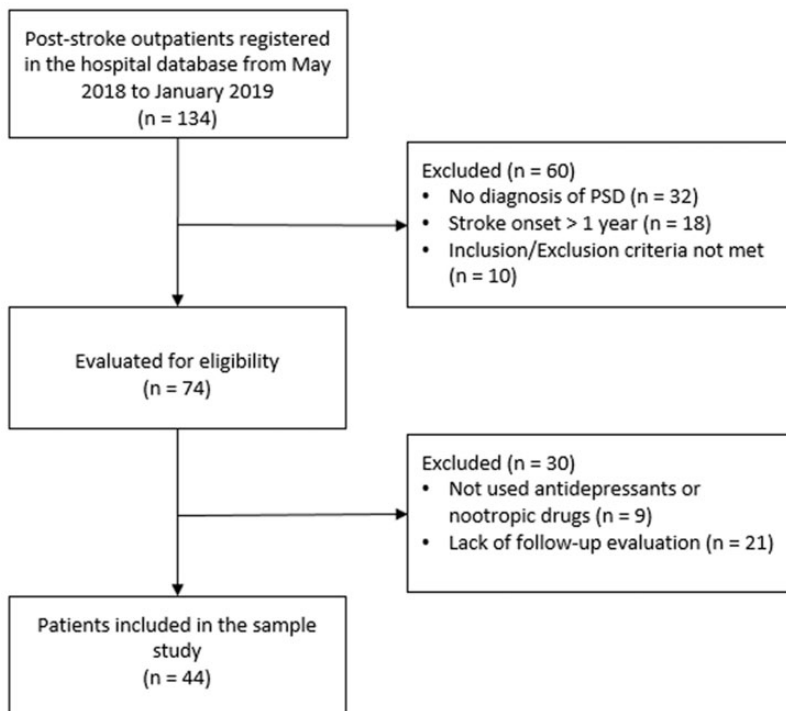 Post-stroke outpatients registered
in the hospital database from May
2018 to January 2019
(n = 134)
Excluded (n = 60)
• No diagnosis of PSD (n = 32)
• Stroke onset > 1 year (n = 18)
• Inclusion/Exclusion criteria not met
(n = 10)
Evaluated for eligibility
(n = 74)
Excluded (n = 30)
• Not used antidepressants or
nootropic drugs (n = 9)
• Lack of follow-up evaluation (n = 21)
Patients included in the sample
study
(n = 44)